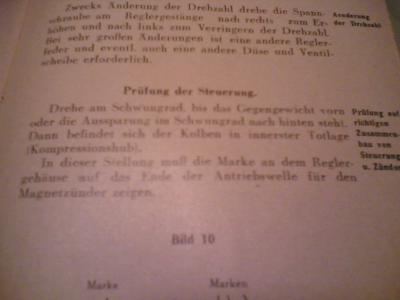 Zwecks Änderung der Drehzahl drehe die Spann-
schraube am Reglergestänge nach rechts zum Er-
höhen und nach links zum Verringern der Drehzahl.
Bei sehr großen Änderungen ist eine andere Regler-
feder und eventl. auch eine andere Düse und Ventil-
scheibe erforderlich.
Aenderung
der Drehzahl
Prüfung der Steuerung.
Drehe am Schwungrad, bis das Gegengewicht vorn
oder die Aussparung im Schwungrad nach hinten steht.
Dann befindet sich der Kolben in innerster Totlage
(Kompressionshub).
In dieser Stellung muß die Marke an dem Regler-
gehäuse auf das Ende der Antriebswelle für den
Magnetzünder zeigen.
Prüfung auf
richtigen
Zusammen-
bau von
Steuerung
u. Zünder
Bild 10
Marke
Marken